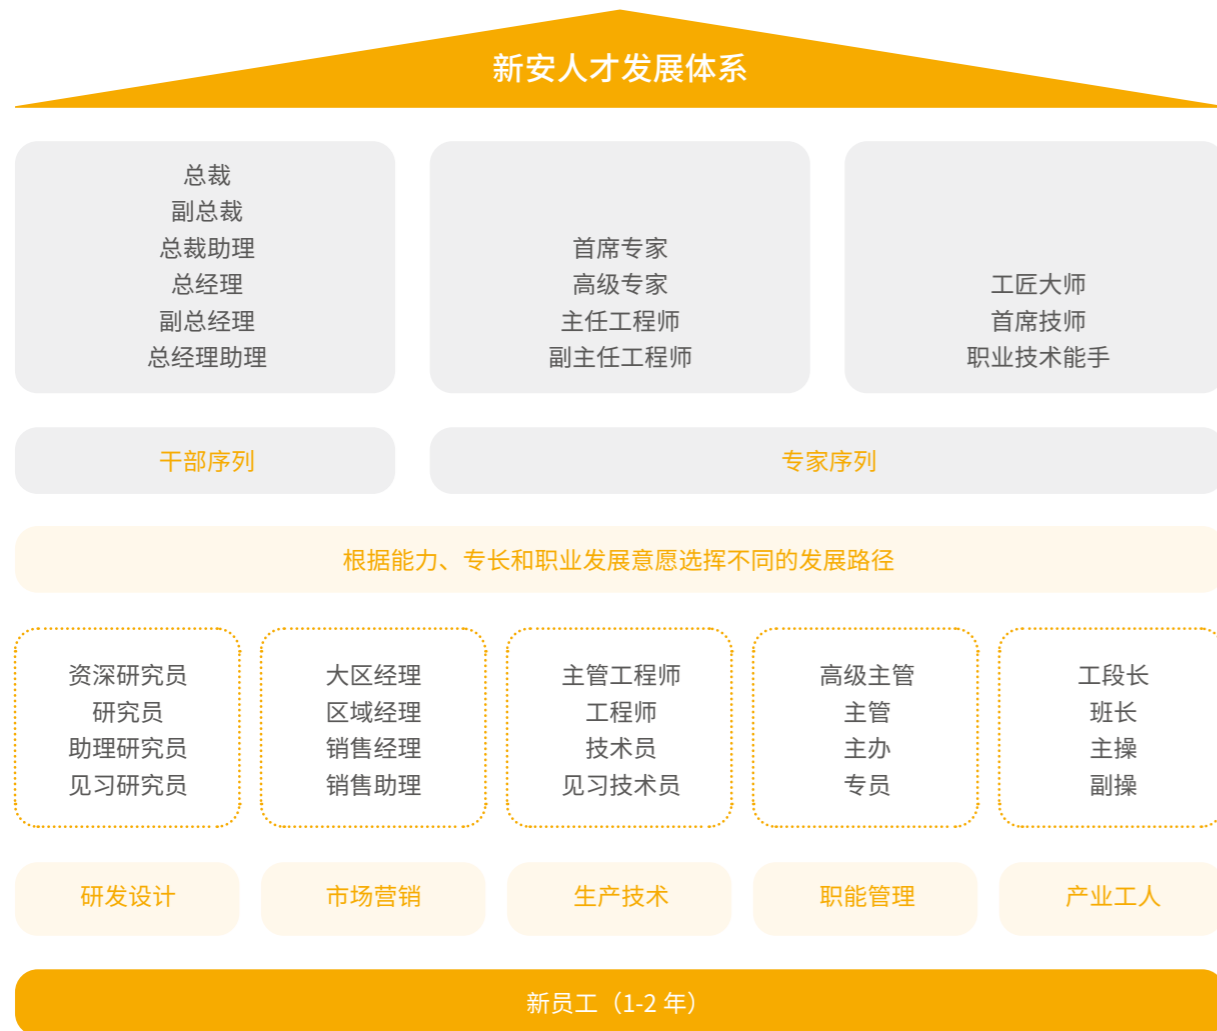 新安人才发展体系
总裁
副总裁
总裁助理
总经理
副总经理
总经理助理
首席专家
高级专家
主任工程师
副主任工程师
工匠大师
首席技师
职业技术能手
干部序列
专家序列
根据能力、专长和职业发展意愿选择不同的发展路径
资深研究员
研究员
助理研究员
见习研究员
大区经理
区域经理
销售经理
销售助理
主管工程师
工程师
技术员
见习技术员
高级主管
主管
主办
专员
工段长
班长
主操
副操
研发设计
市场营销
生产技术
职能管理
产业工人
新员工（1-2 年）